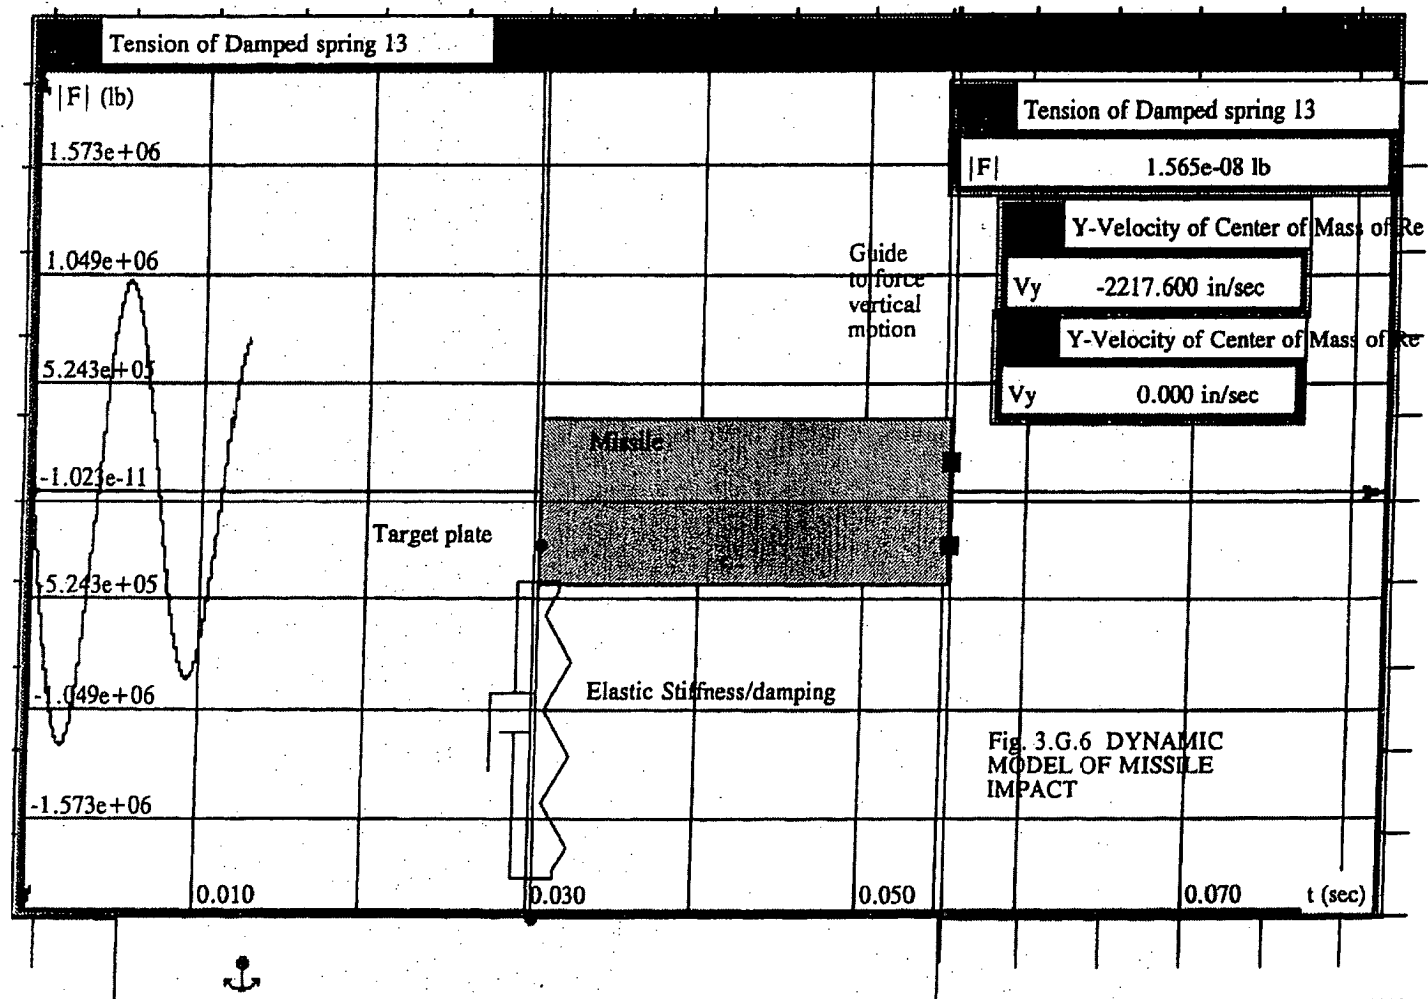 Tension of Damped spring 13
|F| (lb)
1.573e+06
1.049e+06
5.243e+05
-1.023e-11
-5.243e+05
-1.049e+06
-1.573e+06
0.010
0.030
0.050
0.070
t (sec)
Tension of Damped spring 13
|F| 1.565e-08 lb
Y-Velocity of Center of Mass of Re
Vy -2217.600 in/sec
Y-Velocity of Center of Mass of Re
Vy 0.000 in/sec
Guide
to force
vertical
motion
Missile
Target plate
Elastic Stiffness/damping
Fig. 3.G.6 DYNAMIC
MODEL OF MISSILE
IMPACT